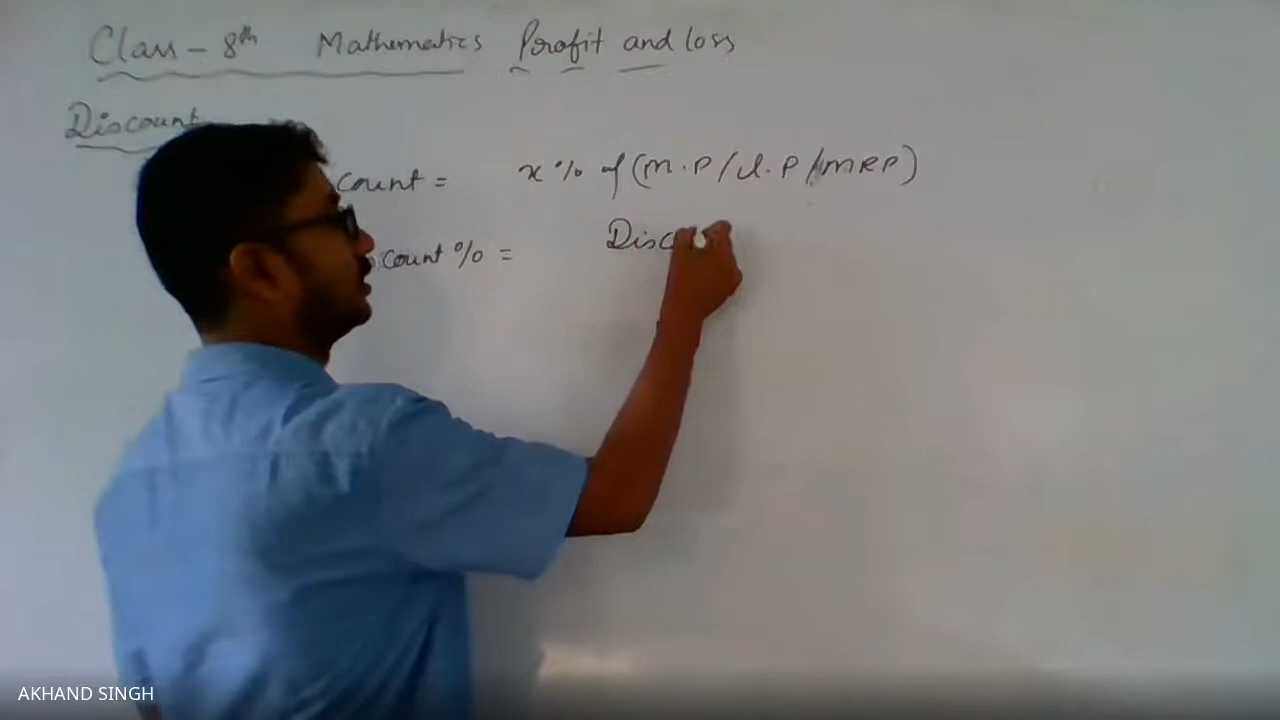 Class - 8th Mathematics Profit and loss
Discount
count = x% of (M.P/L.P/MRP)
count % = Disc
AKHAND SINGH